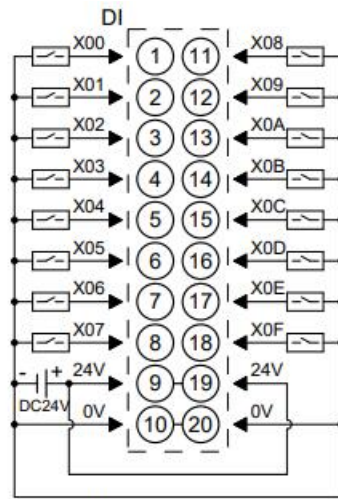 DI
X00 1 11 X08
X01 2 12 X09
X02 3 13 X0A
X03 4 14 X0B
X04 5 15 X0C
X05 6 16 X0D
X06 7 17 X0E
X07 8 18 X0F
- + 24V 9 19 24V
DC24V 0V 10 20 0V